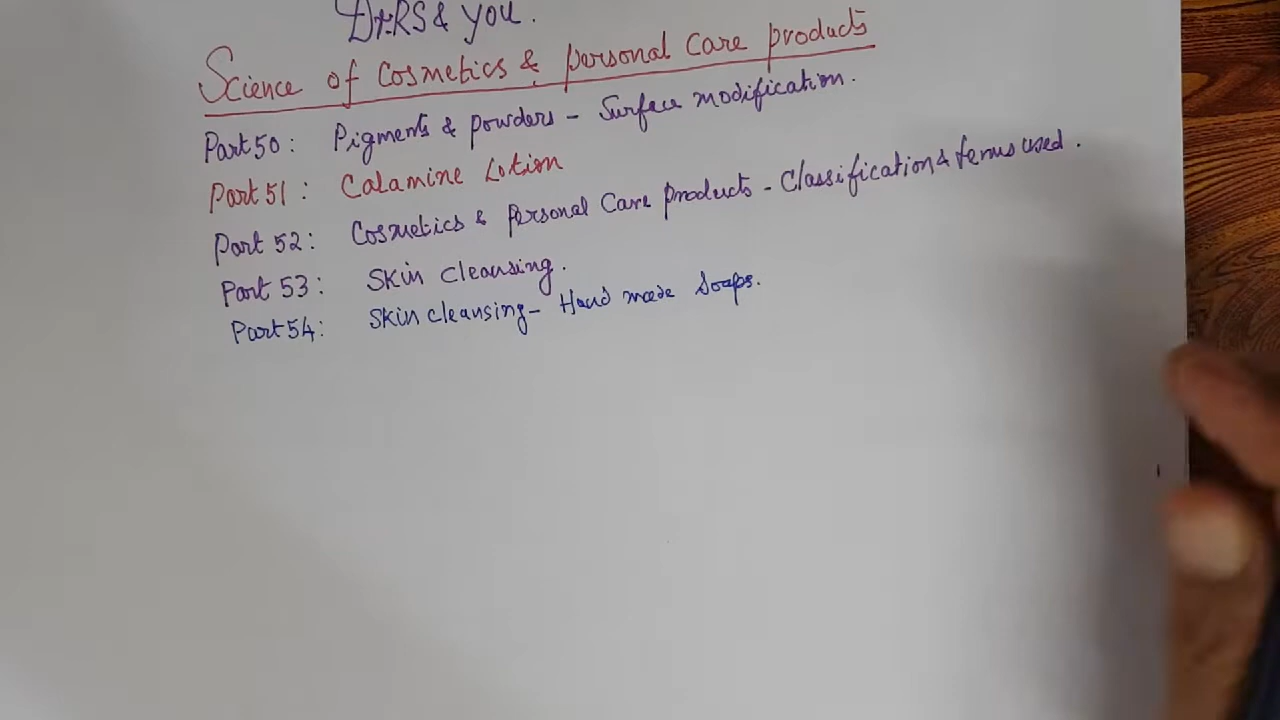 Dr.RS & you.
Science of Cosmetics & personal care products
Part 50: Pigments & powders - Surface modification.
Part 51: Calamine Lotion
Part 52: Cosmetics & Personal Care products - Classification & terms used.
Part 53: Skin cleansing.
Part 54: Skin cleansing - Hand made Soaps.